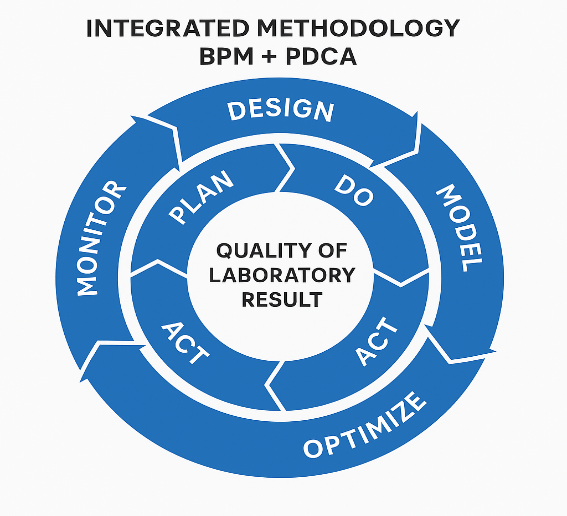 INTEGRATED METHODOLOGY
BPM + PDCA
DESIGN
MODEL
OPTIMIZE
MONITOR
PLAN
DO
ACT
ACT
QUALITY OF
LABORATORY
RESULT